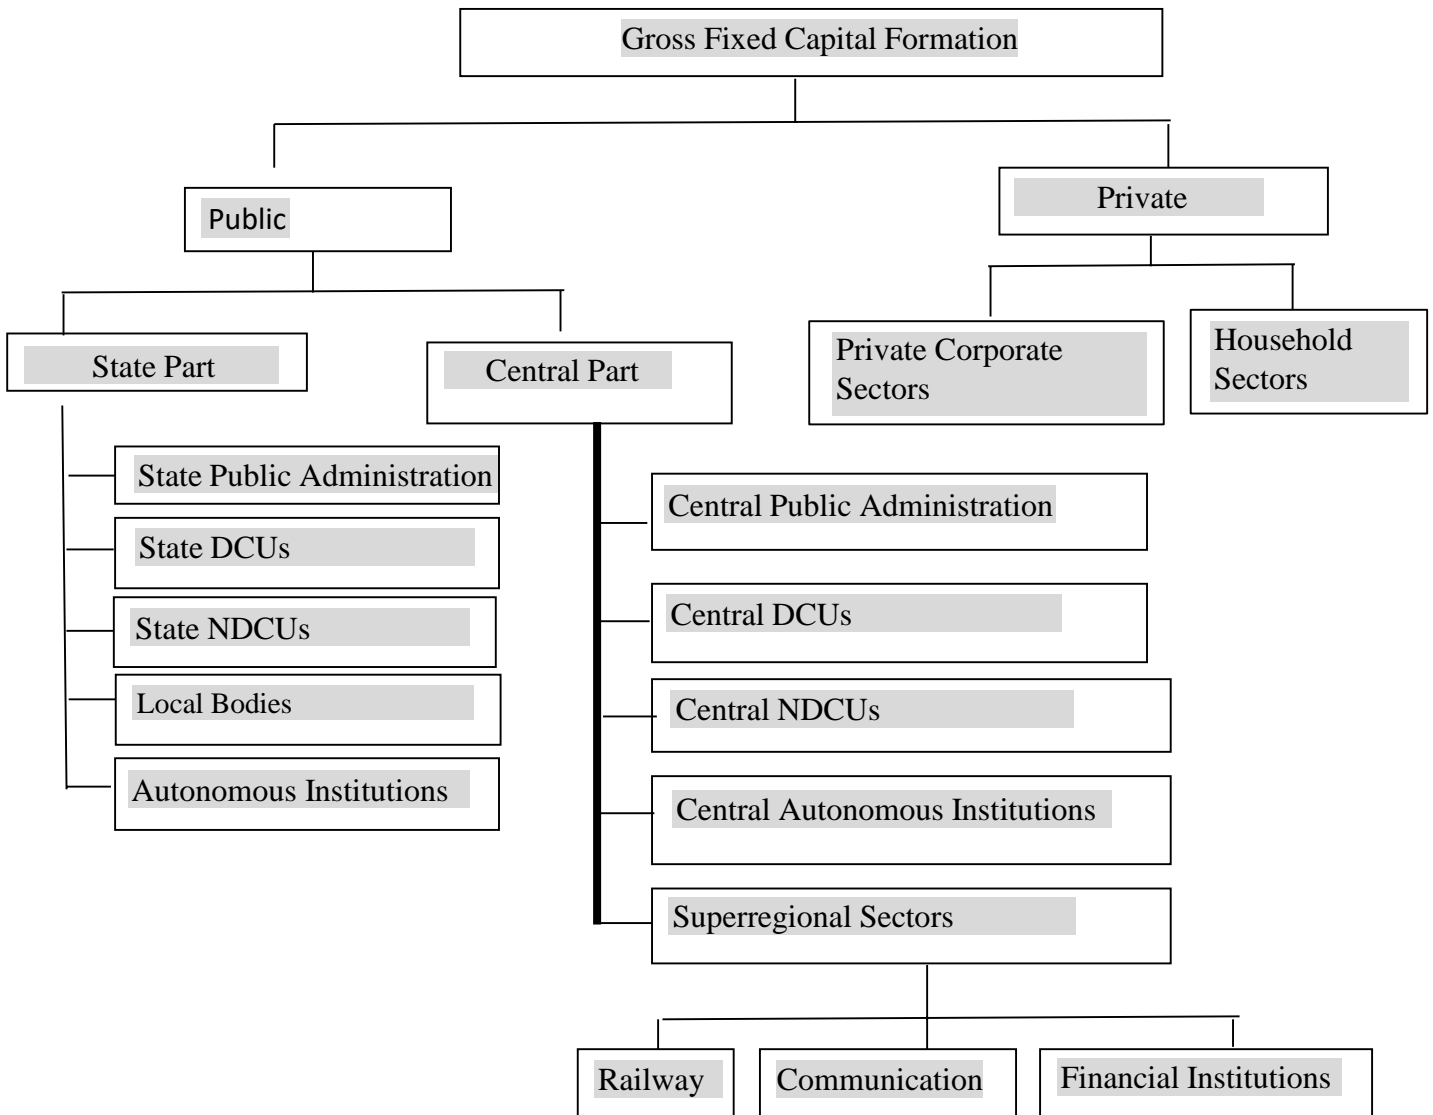 Gross Fixed Capital Formation
Public
Private
State Part
Central Part
Private Corporate
Sectors
Household
Sectors
State Public Administration
State DCUs
State NDCUs
Local Bodies
Autonomous Institutions
Central Public Administration
Central DCUs
Central NDCUs
Central Autonomous Institutions
Superregional Sectors
Railway
Communication
Financial Institutions